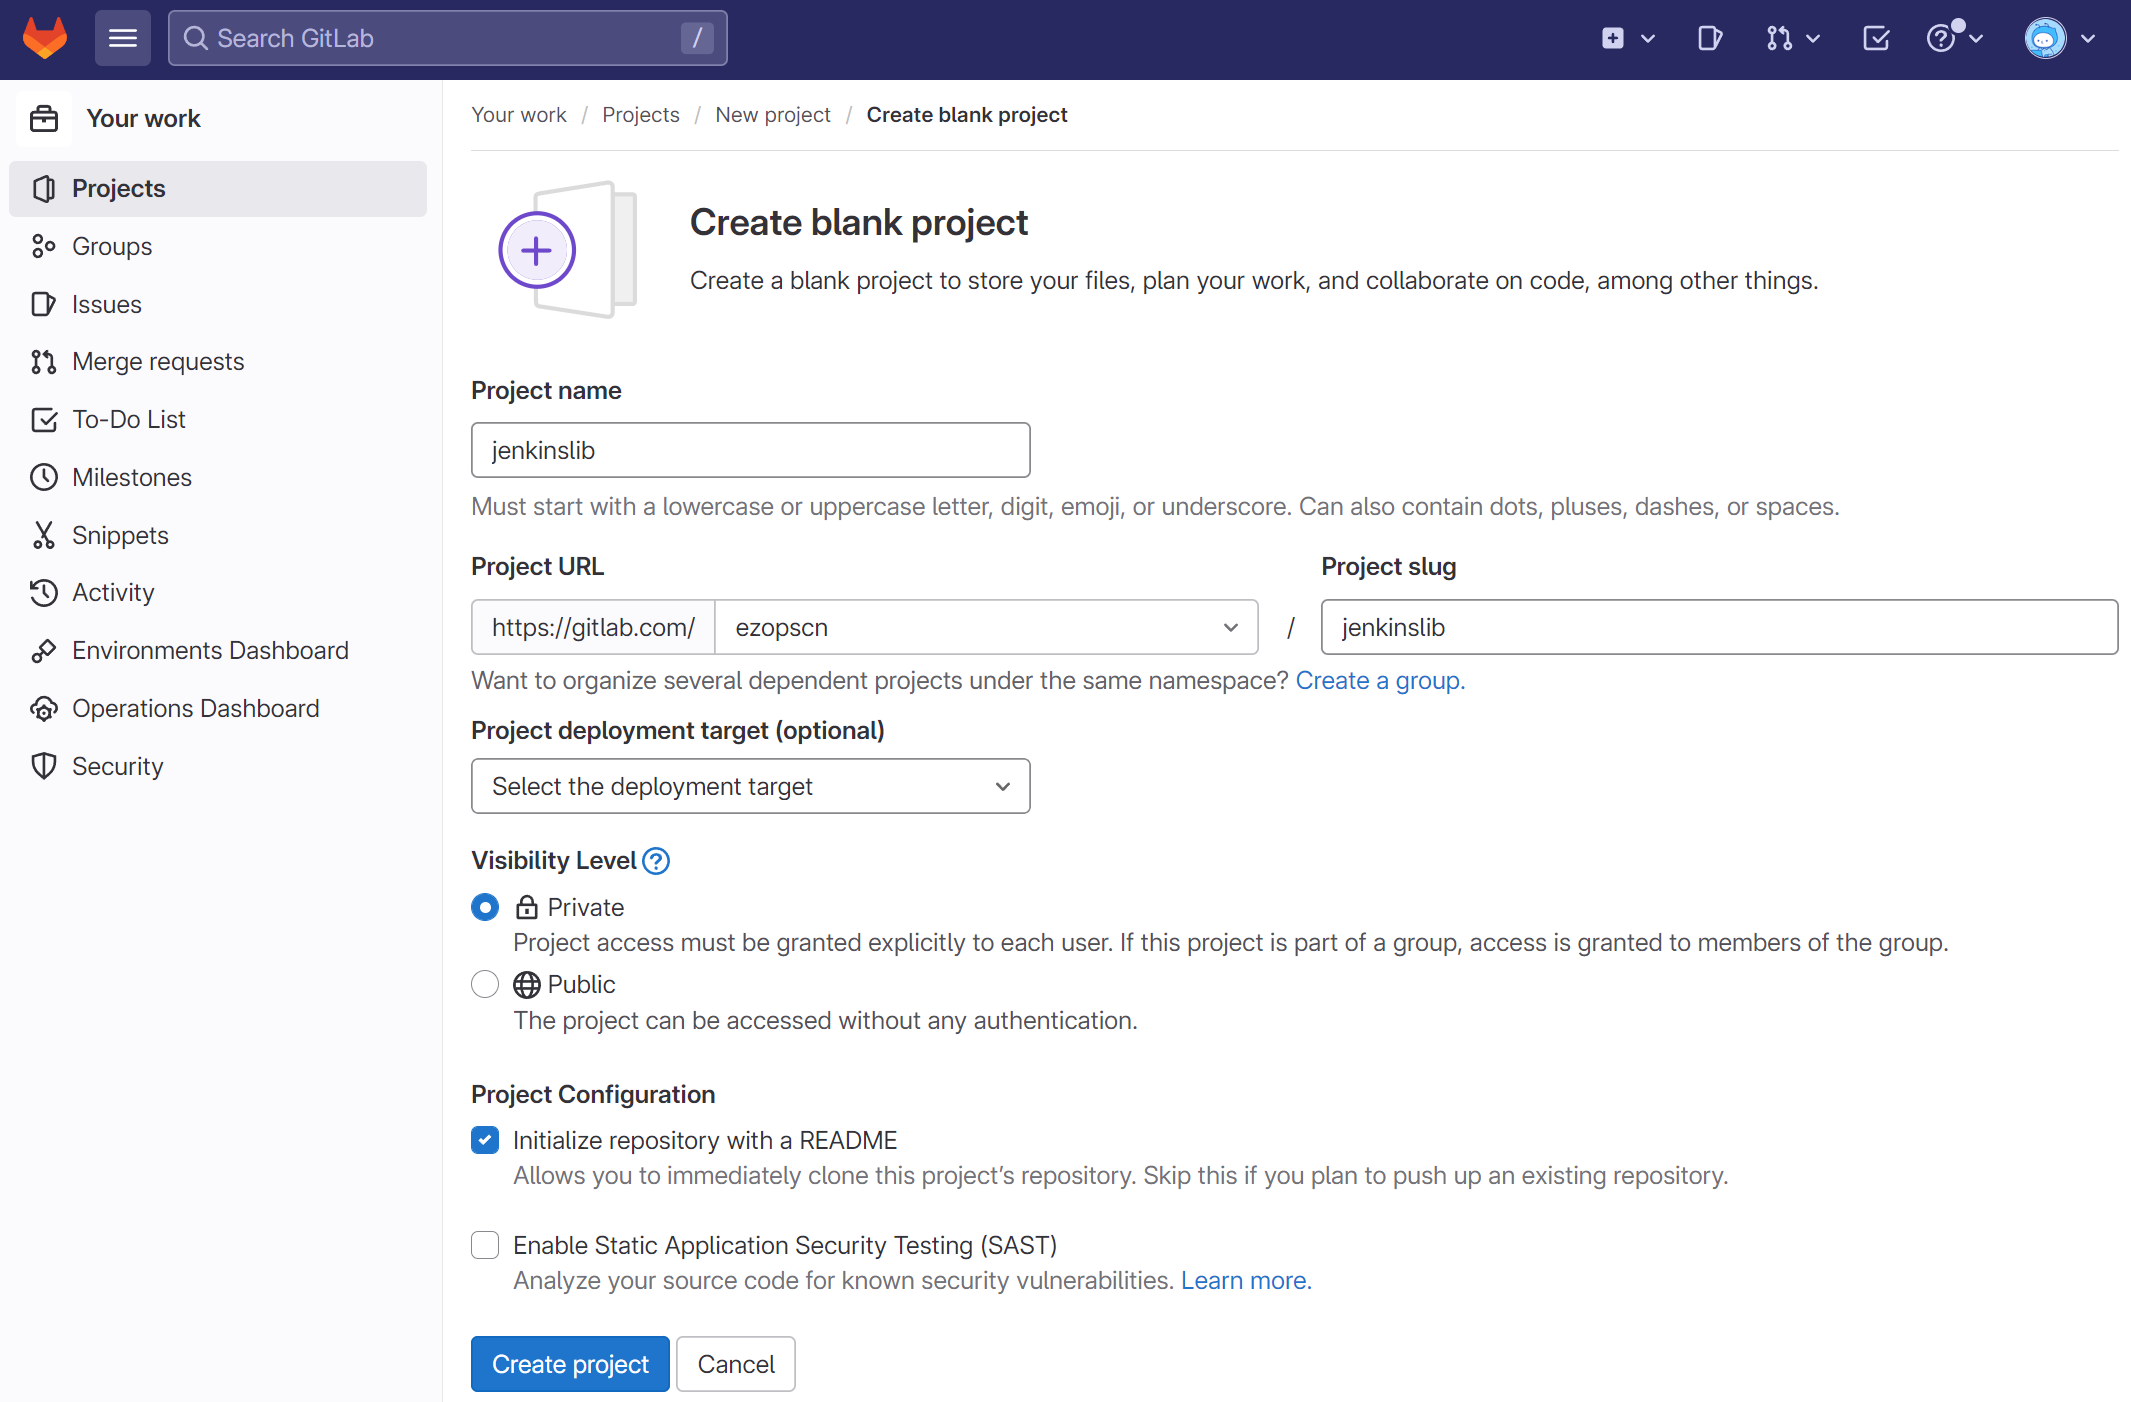 Search GitLab /
Your work
Projects
Groups
Issues
Merge requests
To-Do List
Milestones
Snippets
Activity
Environments Dashboard
Operations Dashboard
Security
Your work / Projects / New project / Create blank project
Create blank project
Create a blank project to store your files, plan your work, and collaborate on code, among other things.
Project name
jenkinslib
Must start with a lowercase or uppercase letter, digit, emoji, or underscore. Can also contain dots, pluses, dashes, or spaces.
Project URL
Project slug
https://gitlab.com/ ezopscn / jenkinslib
Want to organize several dependent projects under the same namespace? Create a group.
Project deployment target (optional)
Select the deployment target
Visibility Level
Private
Project access must be granted explicitly to each user. If this project is part of a group, access is granted to members of the group.
Public
The project can be accessed without any authentication.
Project Configuration
Initialize repository with a README
Allows you to immediately clone this project’s repository. Skip this if you plan to push up an existing repository.
Enable Static Application Security Testing (SAST)
Analyze your source code for known security vulnerabilities. Learn more.
Create project Cancel